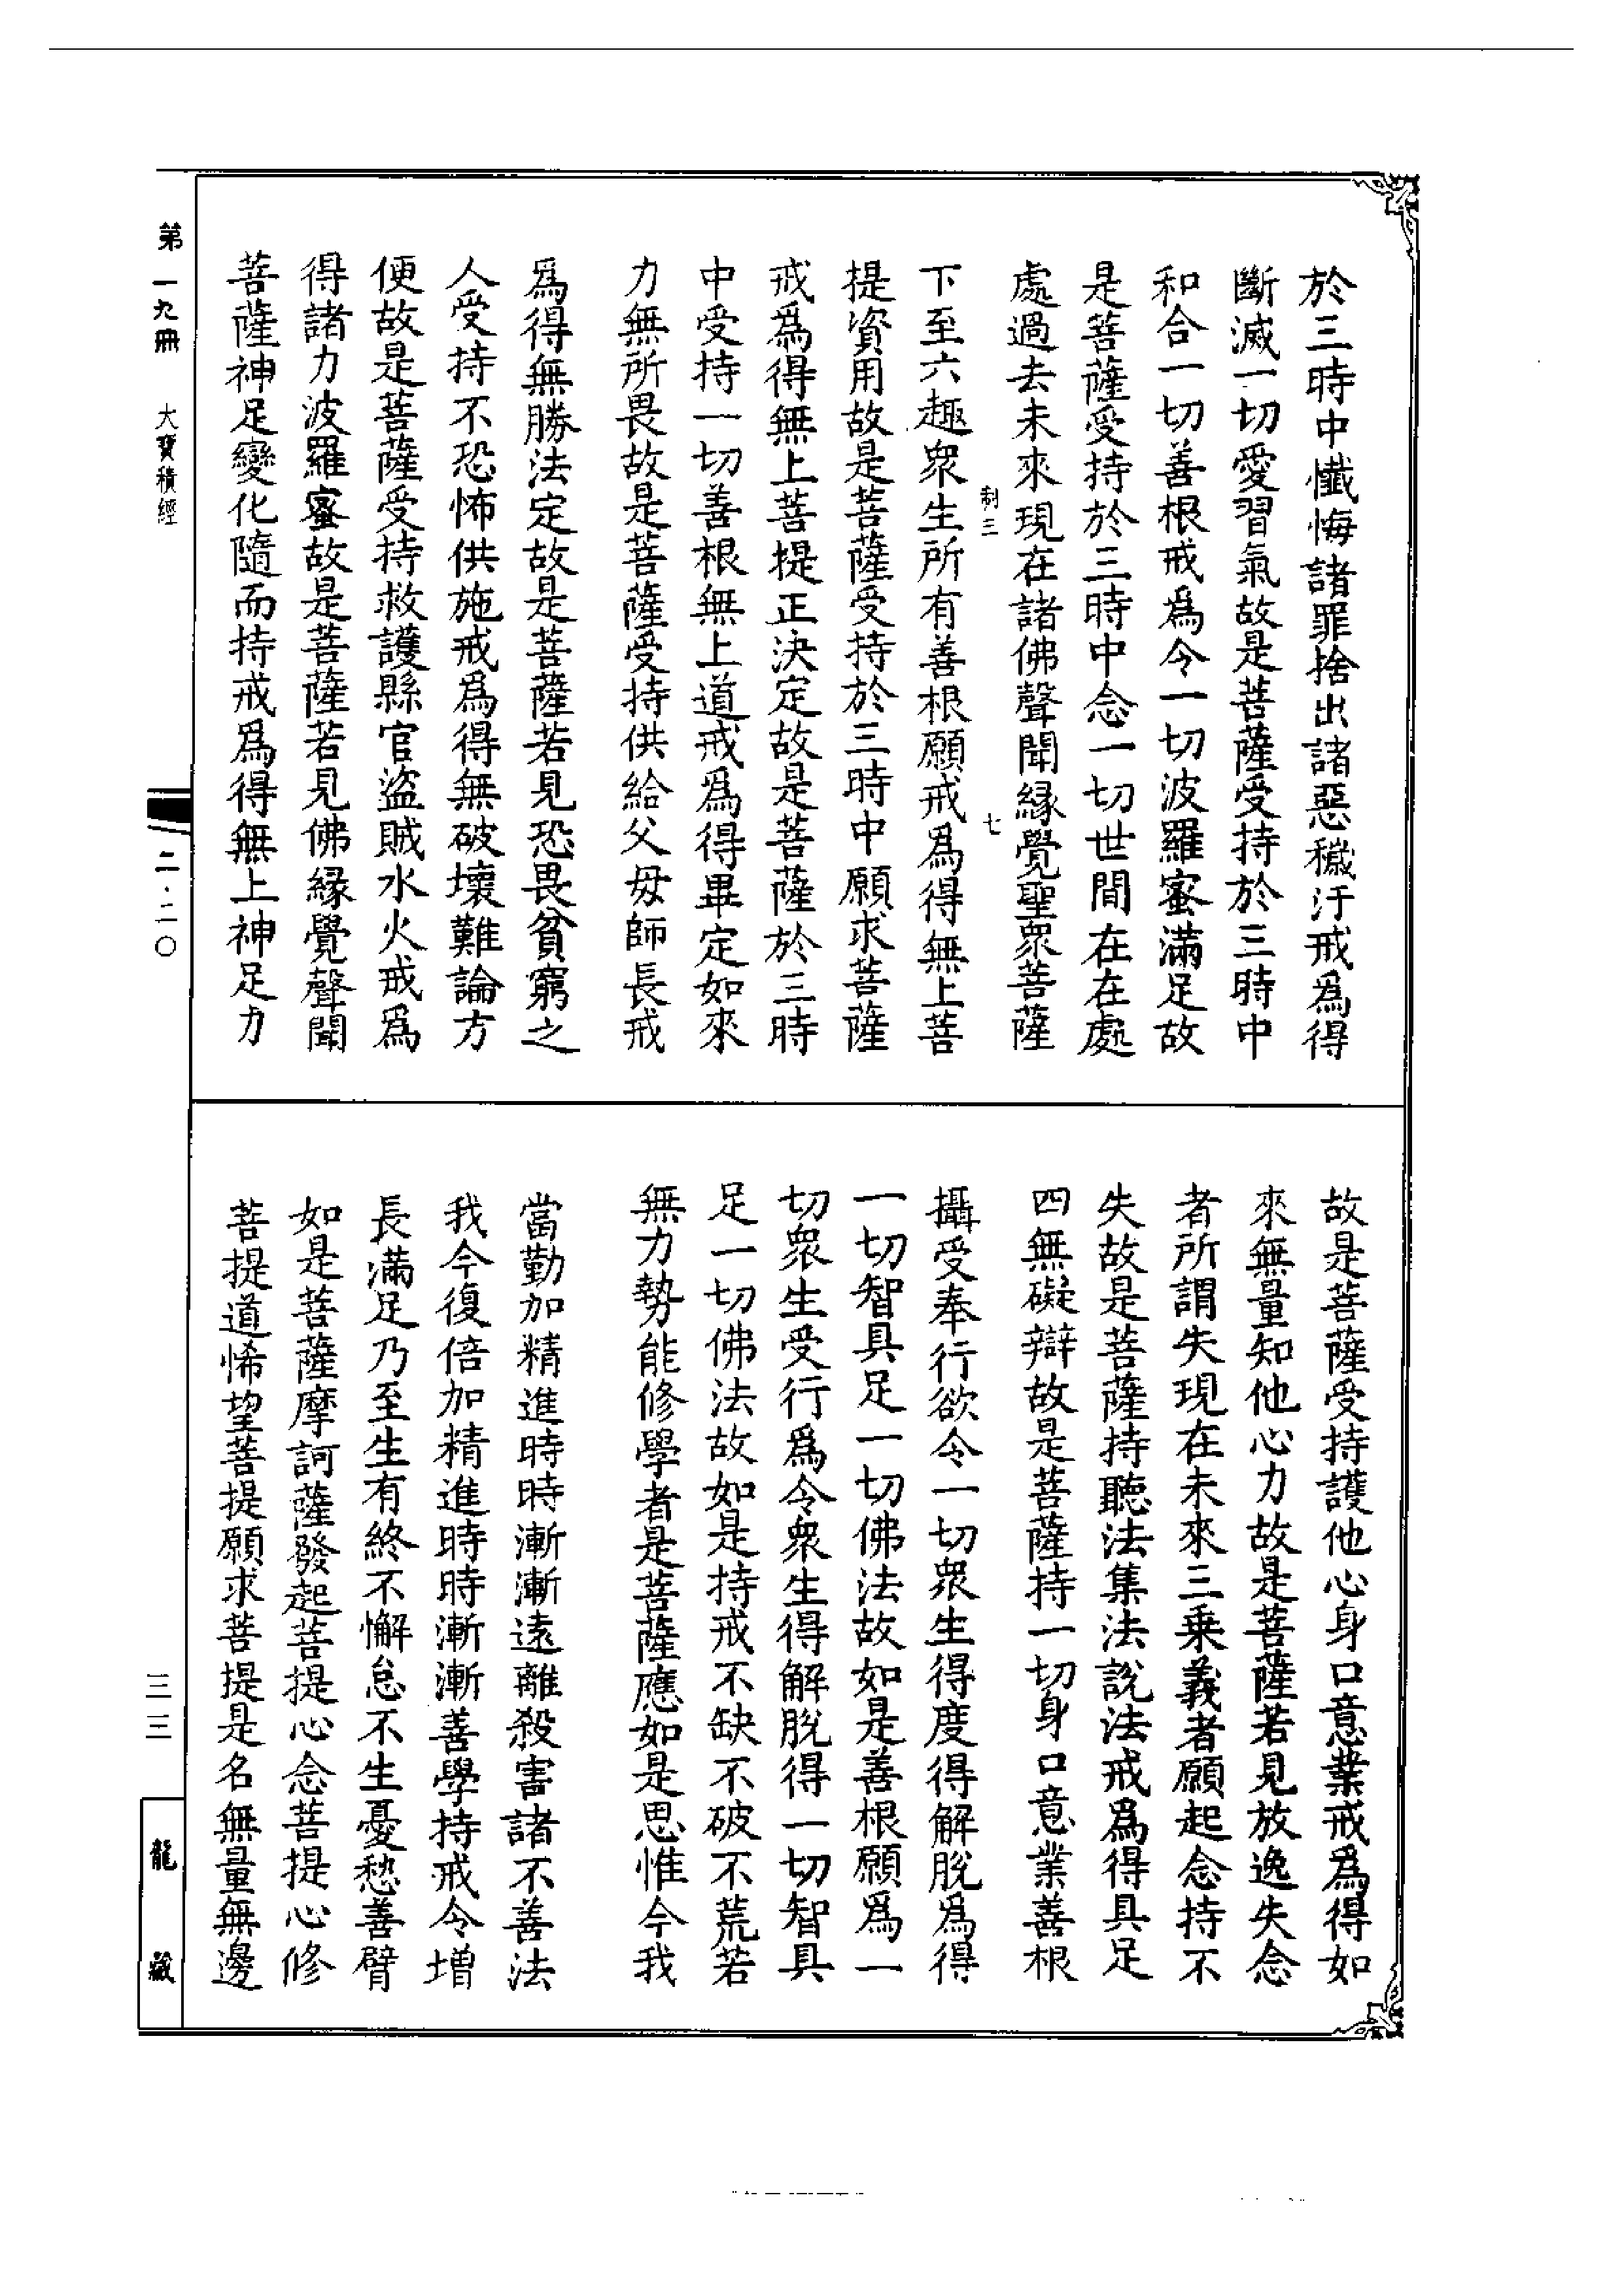 於三時中懺悔諸罪捨出諸惡穢汙戒爲得
斷滅一切愛習氣故是菩薩受持於三時中
和合一切善根戒爲令一切波羅蜜滿足故
是菩薩受持於三時中念一切世間在在處
處過去未來現在諸佛聲聞緣覺聖衆菩薩
制三 七
下至六趣衆生所有善根願戒爲得無上菩
提資用故是菩薩受持於三時中願求菩薩
戒爲得無上菩提正決定故是菩薩於三時
中受持一切善根無上道戒爲得畢定如來
力無所畏故是菩薩受持供給父母師長戒
爲得無勝法定故是菩薩若見恐畏貧窮之
人受持不恐怖供施戒爲得無破壞難論方
便故是菩薩受持救護縣官盜賊水火戒爲
得諸力波羅蜜故是菩薩若見佛緣覺聲聞
菩薩神足變化隨而持戒爲得無上神足力
故是菩薩受持護他心身口意業戒爲得如
來無量知他心力故是菩薩若見放逸失念
者所謂失現在未來三乘義者願起念持不
失故是菩薩持聽法集法說法戒爲得具足
四無礙辯故是菩薩持一切身口意業善根
攝受奉行欲令一切衆生得度得解脫爲得
一切智具足一切佛法故如是善根願爲一
切衆生受行爲令衆生得解脫得一切智具
足一切佛法故如是持戒不缺不破不荒若
無力勢能修學者是菩薩應如是思惟今我
當勤加精進時時漸漸遠離殺害諸不善法
我今復倍加精進時時漸漸善學持戒令增
長滿足乃至生有終不懈怠不生憂愁善臂
如是菩薩摩訶薩發起菩提心念菩提心修
菩提道悕望菩提願求菩提是名無量無邊
第一九冊 大寶積經 二·二〇 三三 龍藏